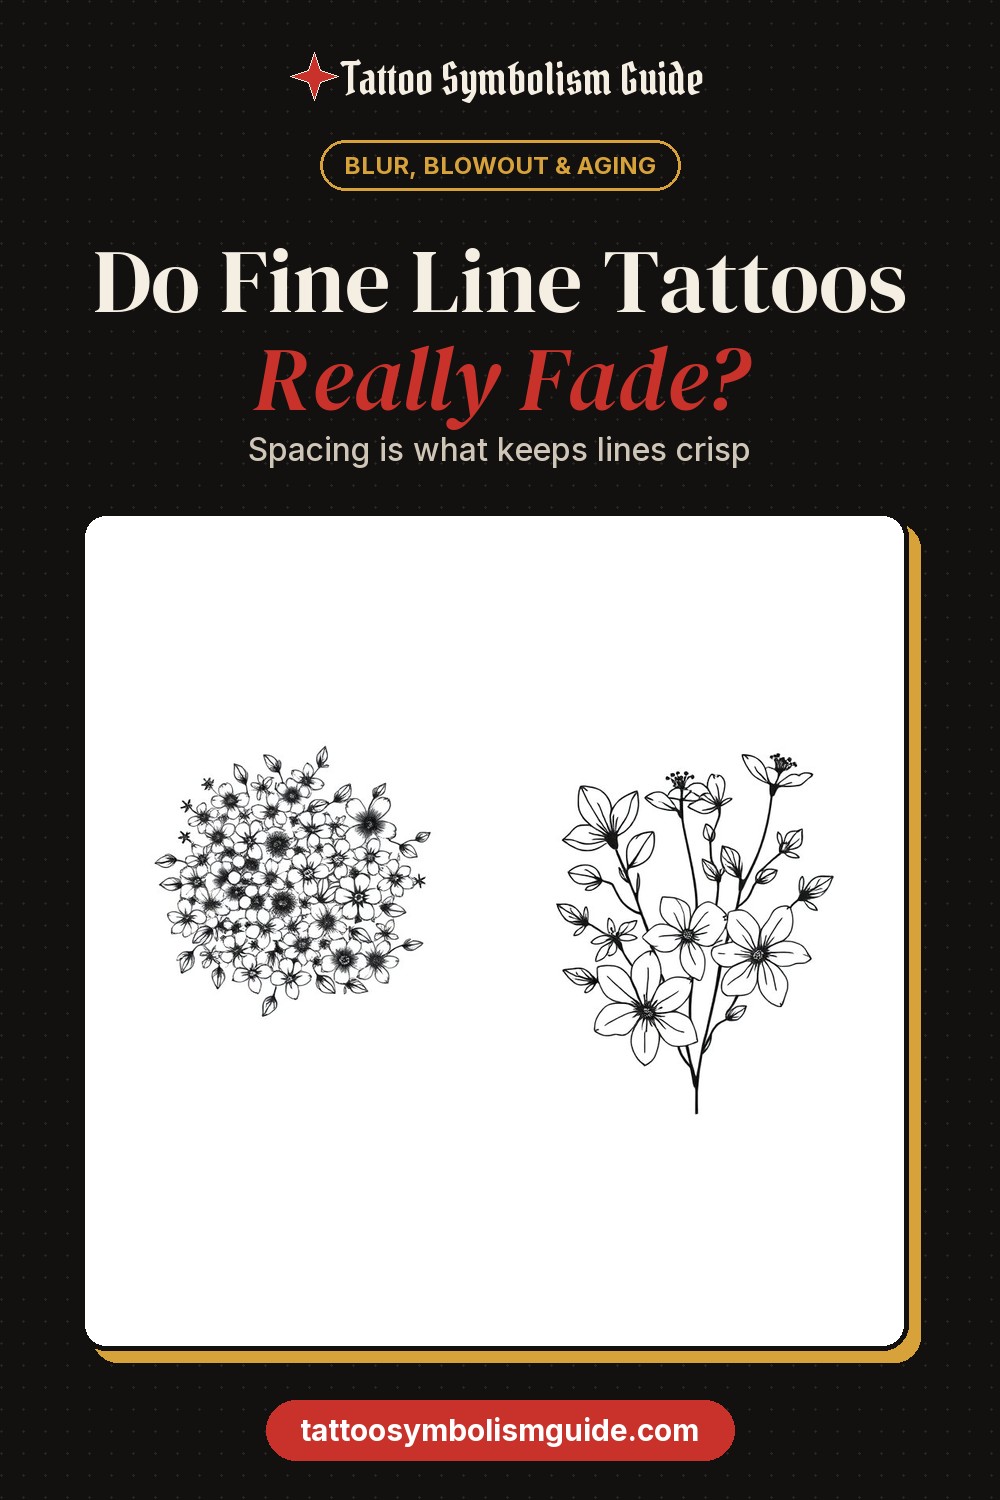 Tattoo Symbolism Guide
BLUR, BLOWOUT & AGING
Do Fine Line Tattoos
Really Fade?
Spacing is what keeps lines crisp
tattoosymbolismguide.com